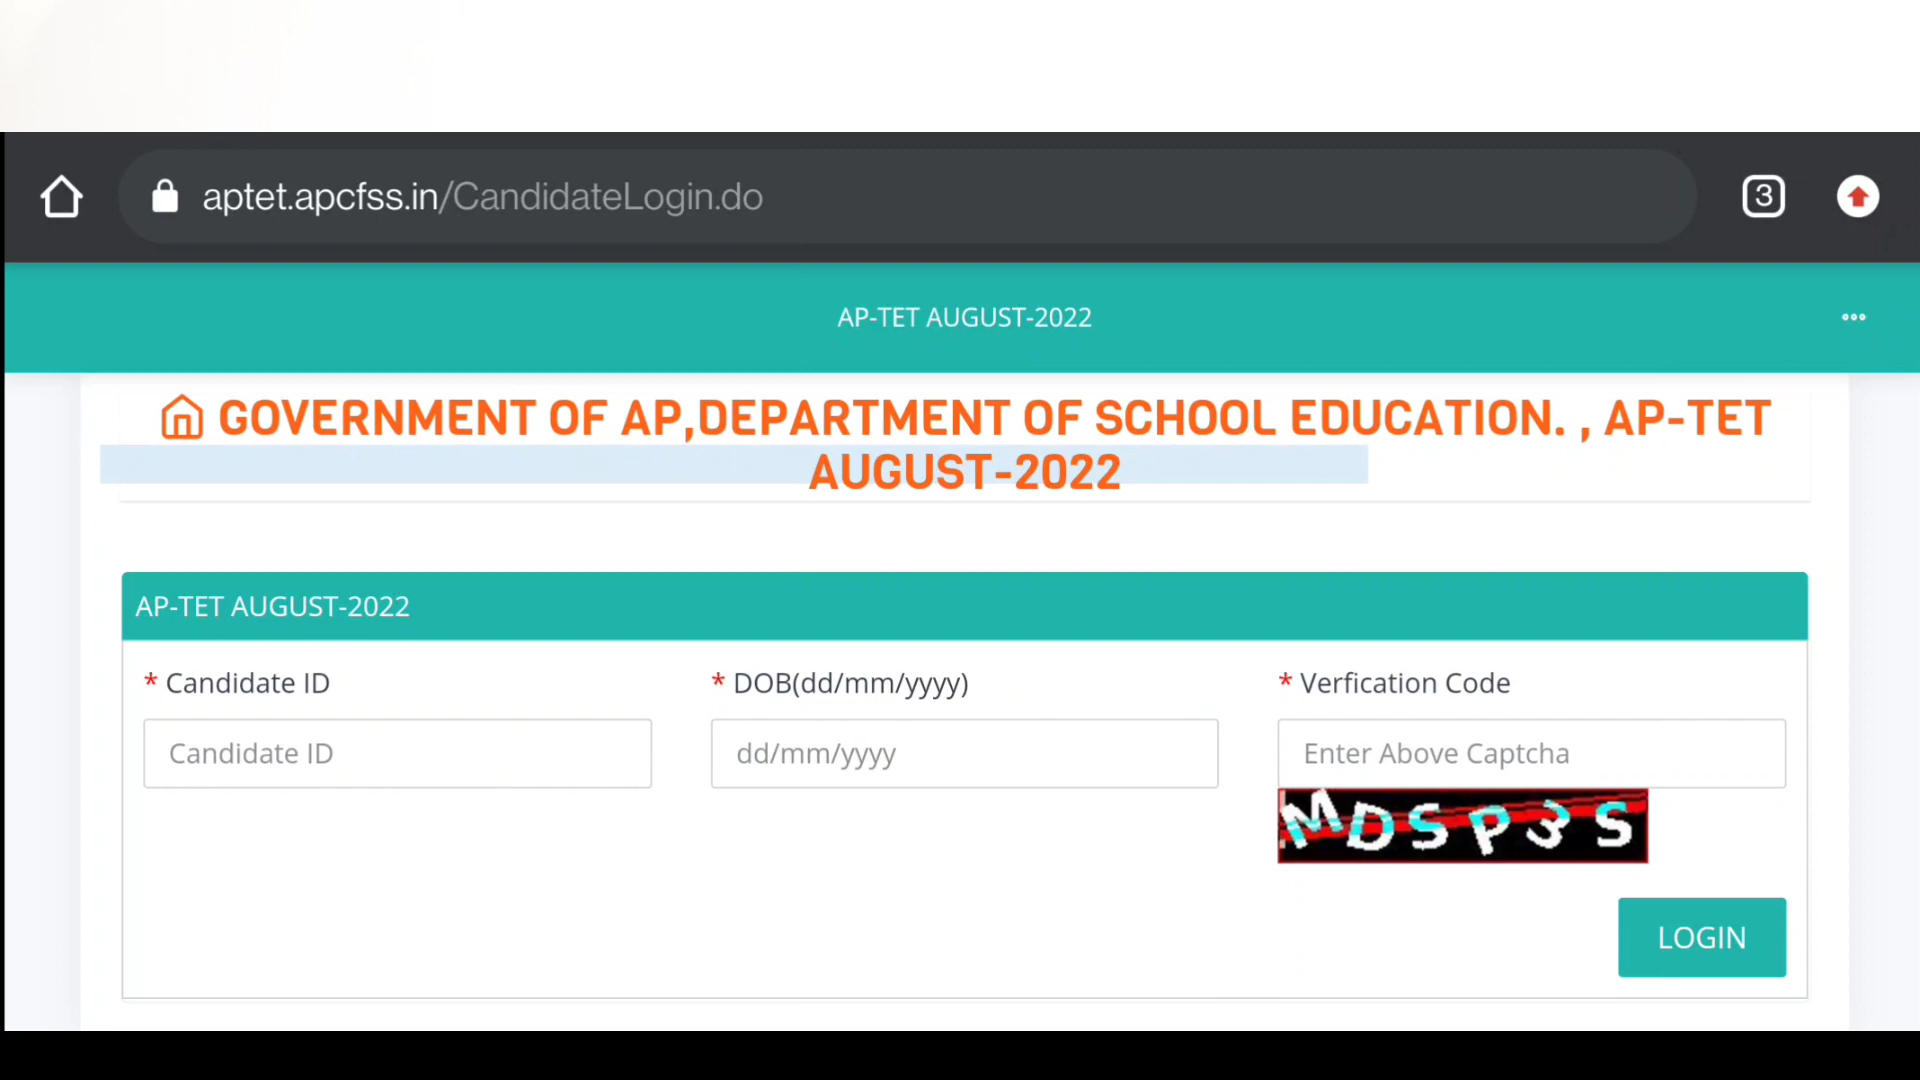 aptet.apcfss.in/CandidateLogin.do
3
AP-TET AUGUST-2022
GOVERNMENT OF AP,DEPARTMENT OF SCHOOL EDUCATION. , AP-TET
AUGUST-2022
AP-TET AUGUST-2022
* Candidate ID
* DOB(dd/mm/yyyy)
* Verfication Code
Candidate ID
dd/mm/yyyy
Enter Above Captcha
MDSP3S
LOGIN